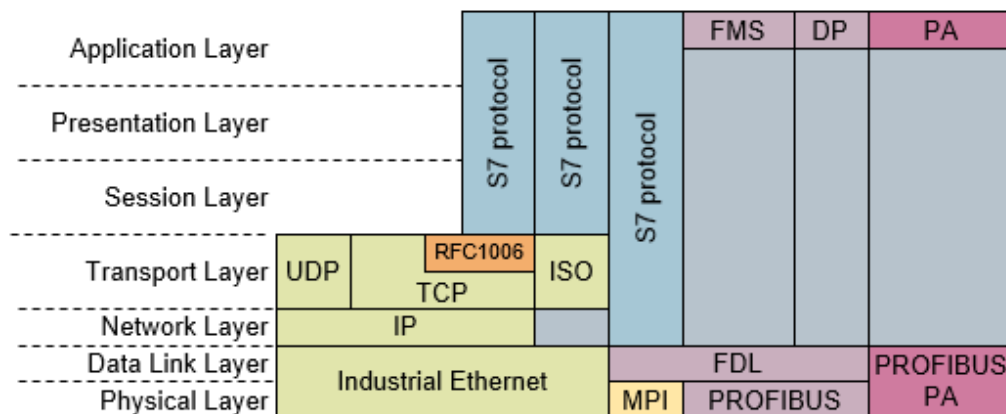 FMS DP PA
Application Layer
Presentation Layer
S7 protocol S7 protocol S7 protocol
Session Layer
RFC1006
Transport Layer UDP ISO
TCP
Network Layer IP
Data Link Layer FDL PROFIBUS
Industrial Ethernet
Physical Layer MPI PROFIBUS PA